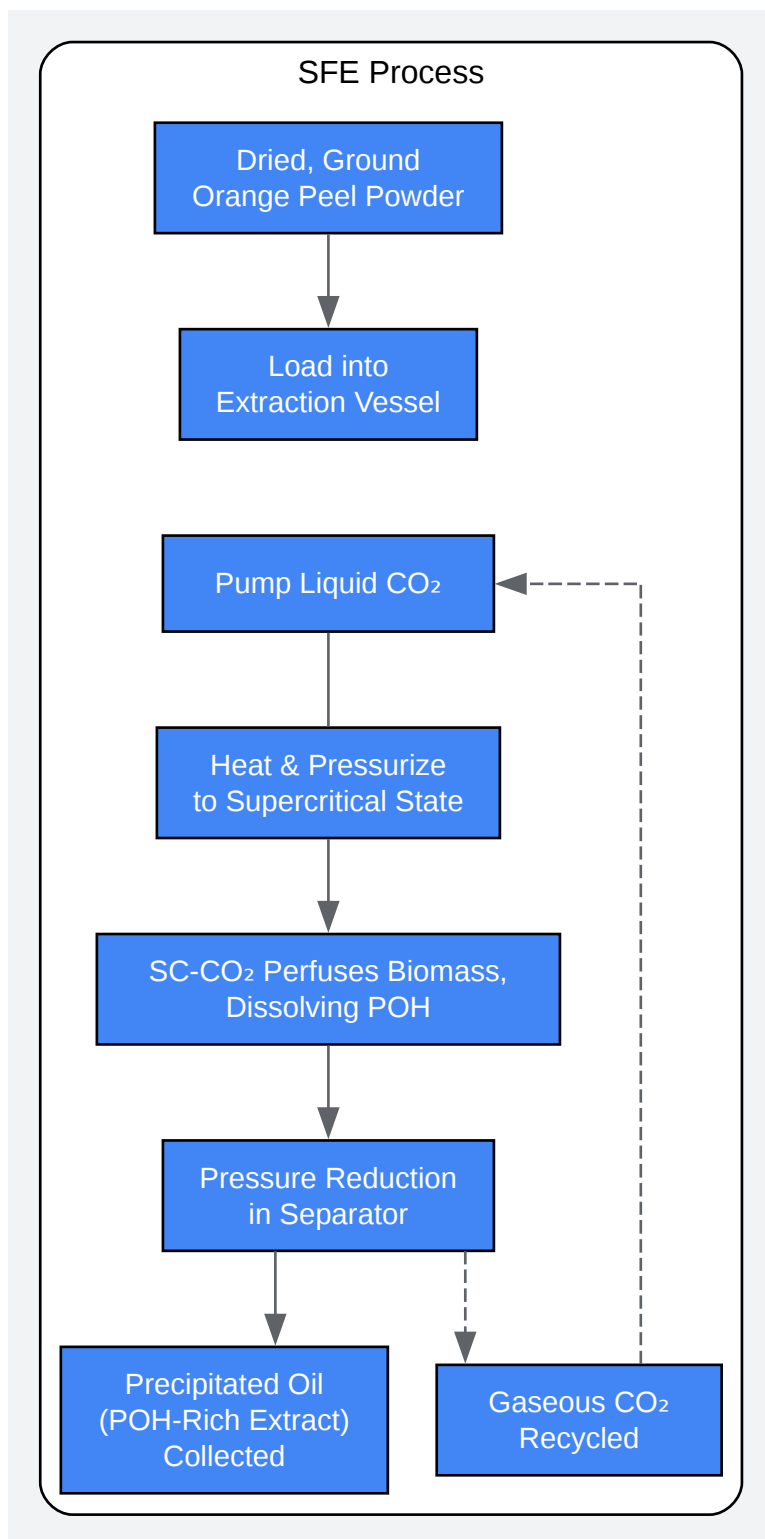 SFE Process
Dried, Ground
Orange Peel Powder
Load into
Extraction Vessel
Pump Liquid CO₂
Heat & Pressurize
to Supercritical State
SC-CO₂ Perfuses Biomass,
Dissolving POH
Pressure Reduction
in Separator
Precipitated Oil
(POH-Rich Extract)
Collected
Gaseous CO₂
Recycled